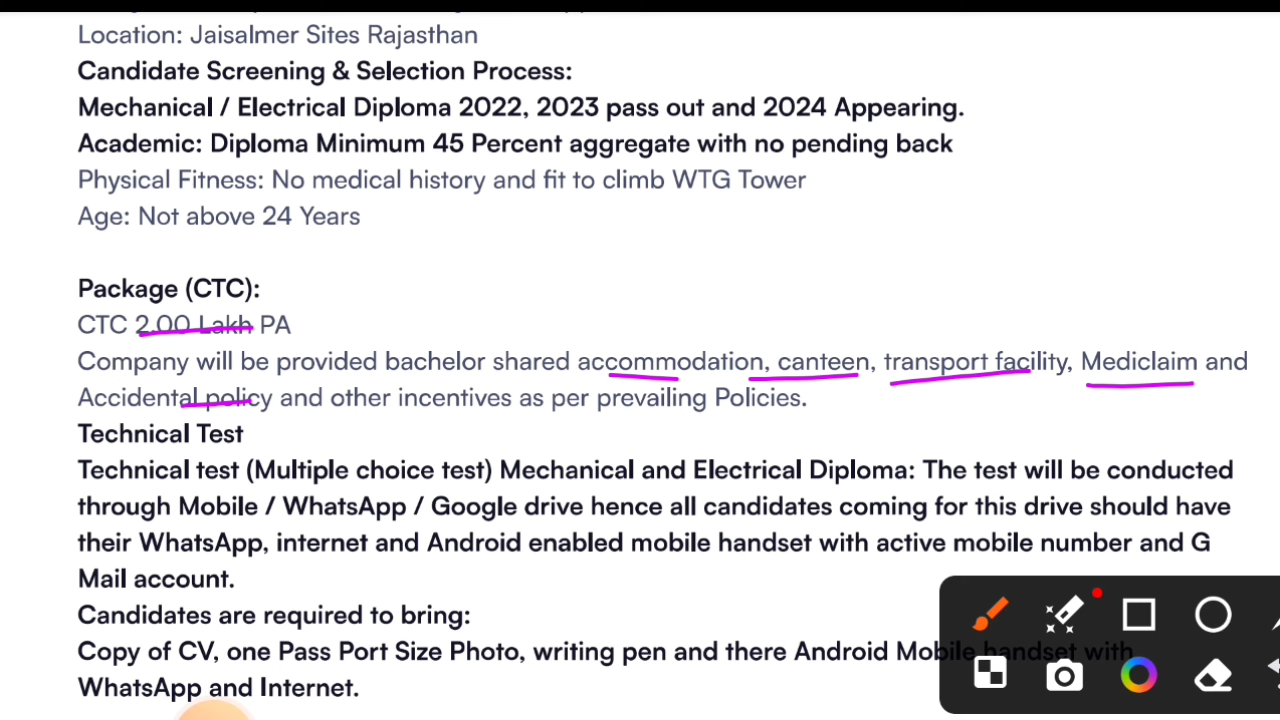 Location: Jaisalmer Sites Rajasthan
Candidate Screening & Selection Process:
Mechanical / Electrical Diploma 2022, 2023 pass out and 2024 Appearing.
Academic: Diploma Minimum 45 Percent aggregate with no pending back
Physical Fitness: No medical history and fit to climb WTG Tower
Age: Not above 24 Years
Package (CTC):
CTC 2.00 Lakh PA
Company will be provided bachelor shared accommodation, canteen, transport facility, Mediclaim and
Accidental policy and other incentives as per prevailing Policies.
Technical Test
Technical test (Multiple choice test) Mechanical and Electrical Diploma: The test will be conducted
through Mobile / WhatsApp / Google drive hence all candidates coming for this drive should have
their WhatsApp, internet and Android enabled mobile handset with active mobile number and G
Mail account.
Candidates are required to bring:
Copy of CV, one Pass Port Size Photo, writing pen and there Android Mobile handset with
WhatsApp and Internet.